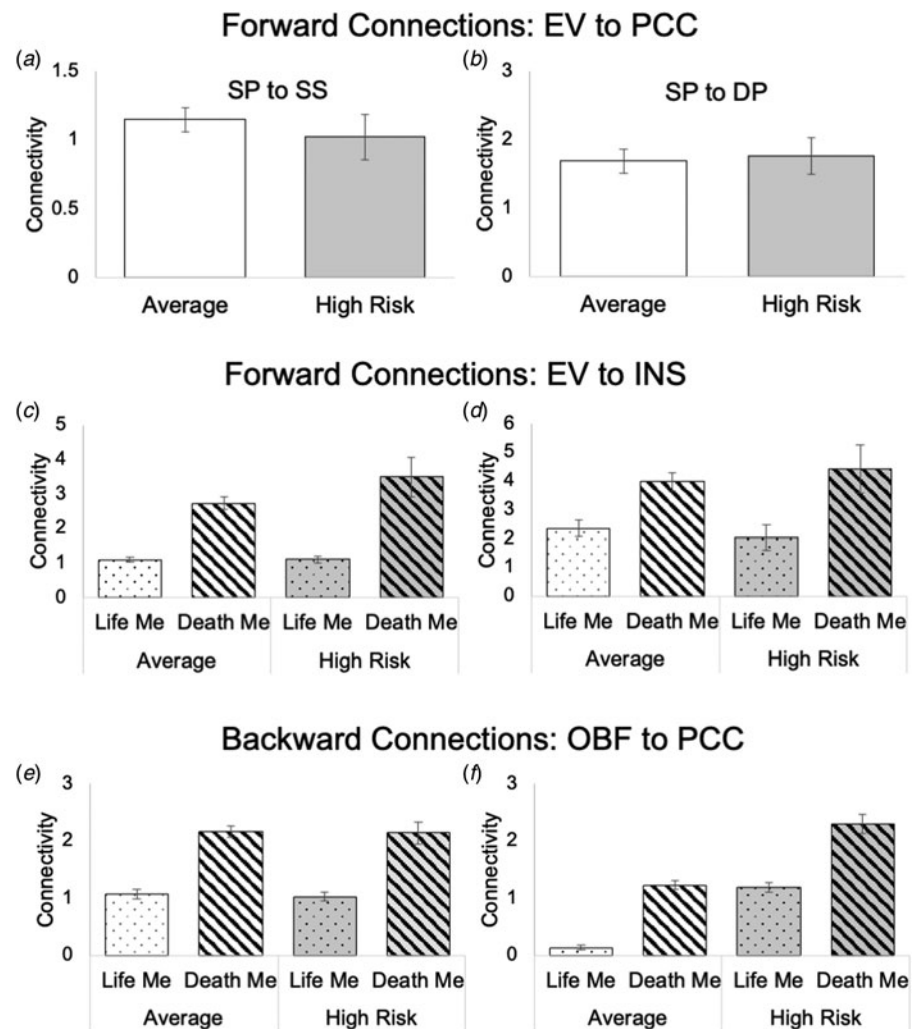 Forward Connections: EV to PCC
(a)
(b)
1.5
1
0.5
0
Connectivity
SP to SS
Average High Risk
3
2
1
0
Connectivity
SP to DP
Average High Risk
Forward Connections: EV to INS
(c)
(d)
5
4
3
2
1
0
Connectivity
Life Me Death Me Life Me Death Me
Average High Risk
6
5
4
3
2
1
0
Connectivity
Life Me Death Me Life Me Death Me
Average High Risk
Backward Connections: OBF to PCC
(e)
(f)
3
2
1
0
Connectivity
Life Me Death Me Life Me Death Me
Average High Risk
3
2
1
0
Connectivity
Life Me Death Me Life Me Death Me
Average High Risk